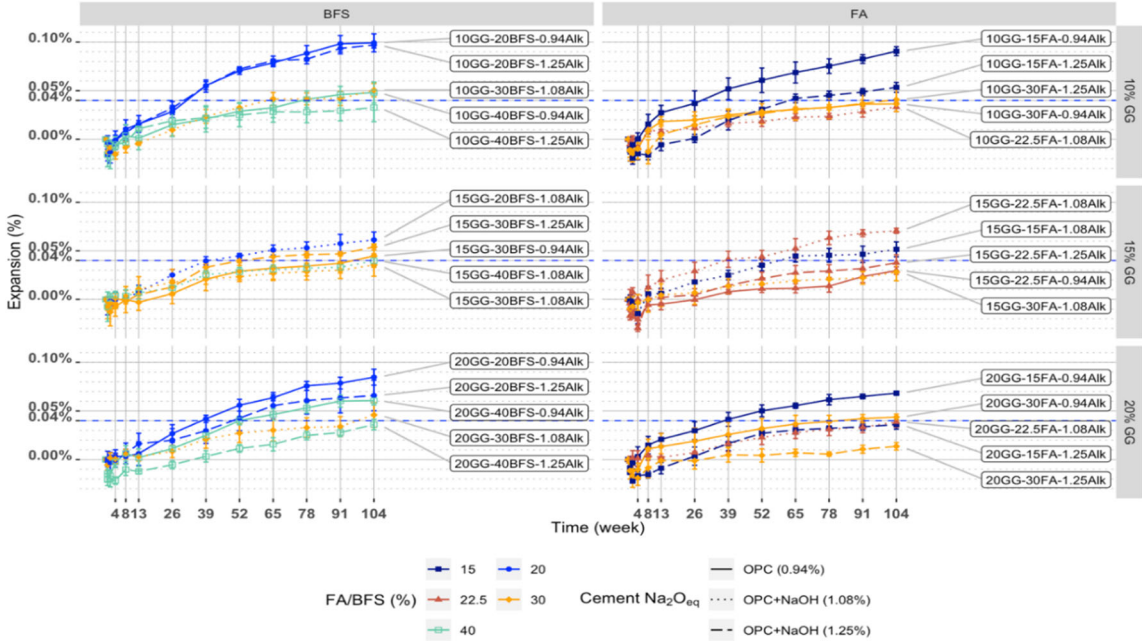 BFS
FA
Expansion (%)
0.10%
0.05%
0.04%
0.00%
10GG-20BFS-0.94Alk
10GG-20BFS-1.25Alk
10GG-30BFS-1.08Alk
10GG-40BFS-0.94Alk
10GG-40BFS-1.25Alk
10GG-15FA-0.94Alk
10GG-15FA-1.25Alk
10GG-30FA-1.25Alk
10GG-30FA-0.94Alk
10GG-22.5FA-1.08Alk
10% GG
0.10%
0.05%
0.04%
0.00%
15GG-20BFS-1.08Alk
15GG-30BFS-1.25Alk
15GG-30BFS-0.94Alk
15GG-40BFS-1.08Alk
15GG-30BFS-1.08Alk
15GG-22.5FA-1.08Alk
15GG-15FA-1.08Alk
15GG-22.5FA-1.25Alk
15GG-22.5FA-0.94Alk
15GG-30FA-1.08Alk
15% GG
0.10%
0.05%
0.04%
0.00%
20GG-20BFS-0.94Alk
20GG-20BFS-1.25Alk
20GG-40BFS-0.94Alk
20GG-30BFS-1.08Alk
20GG-40BFS-1.25Alk
20GG-15FA-0.94Alk
20GG-30FA-0.94Alk
20GG-22.5FA-1.08Alk
20GG-15FA-1.25Alk
20GG-30FA-1.25Alk
20% GG
4 8 13 26 39 52 65 78 91 104
4 8 13 26 39 52 65 78 91 104
Time (week)
FA/BFS (%)
15
20
22.5
30
40
Cement Na₂Oeq
OPC (0.94%)
OPC+NaOH (1.08%)
OPC+NaOH (1.25%)